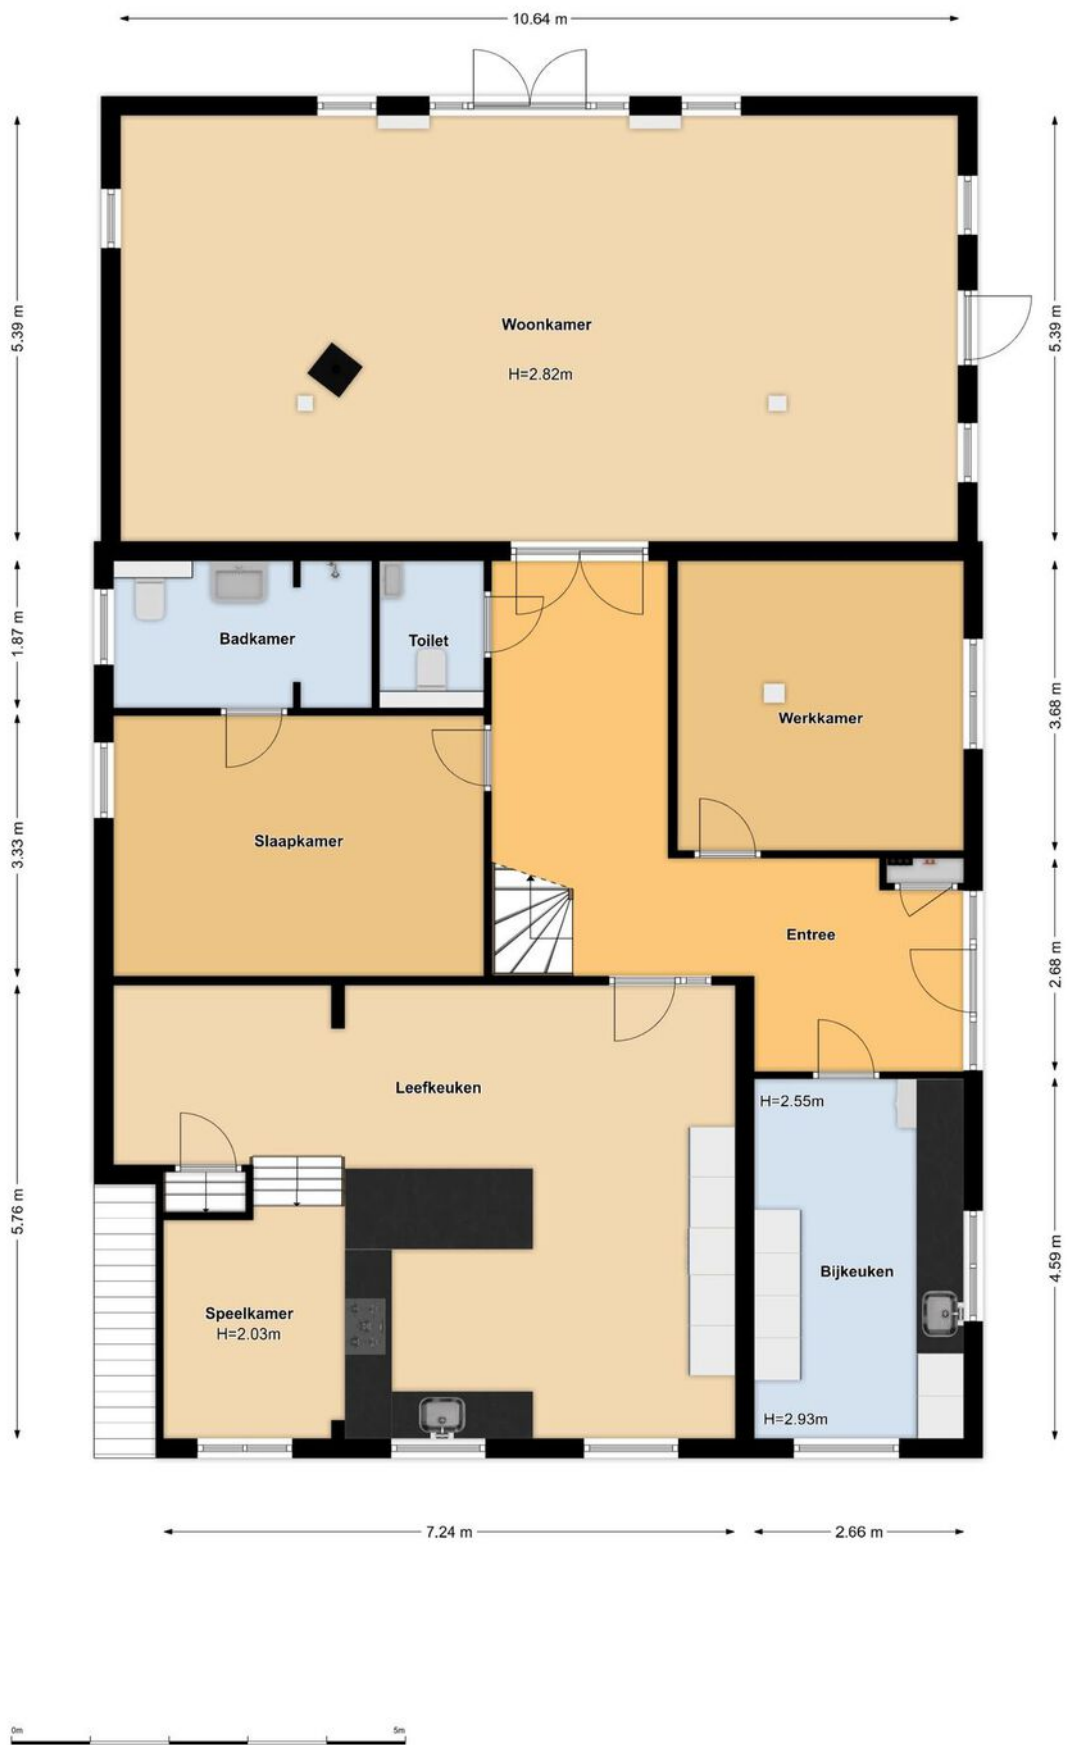 10.64 m
5.39 m
5.39 m
Woonkamer
H=2.82m
1.87 m
Badkamer
Toilet
3.68 m
Werkkamer
3.33 m
Slaapkamer
Entree
2.68 m
Leefkeuken
H=2.55m
5.76 m
4.59 m
Bijkeuken
Speelkamer
H=2.03m
H=2.93m
7.24 m
2.66 m
0m
5m